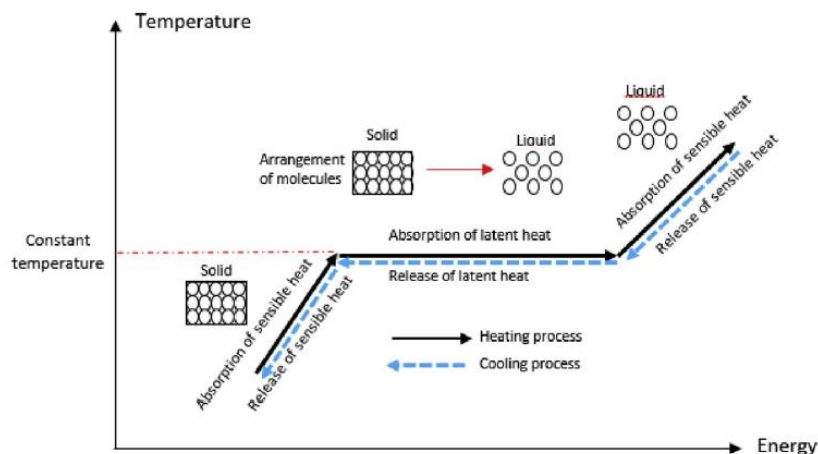 Temperature
Liquid
Solid
Liquid
Arrangement
of molecules
Absorption of sensible heat
Release of sensible heat
Constant
temperature
Absorption of latent heat
Release of latent heat
Solid
Absorption of sensible heat
Release of sensible heat
Heating process
Cooling process
Energy